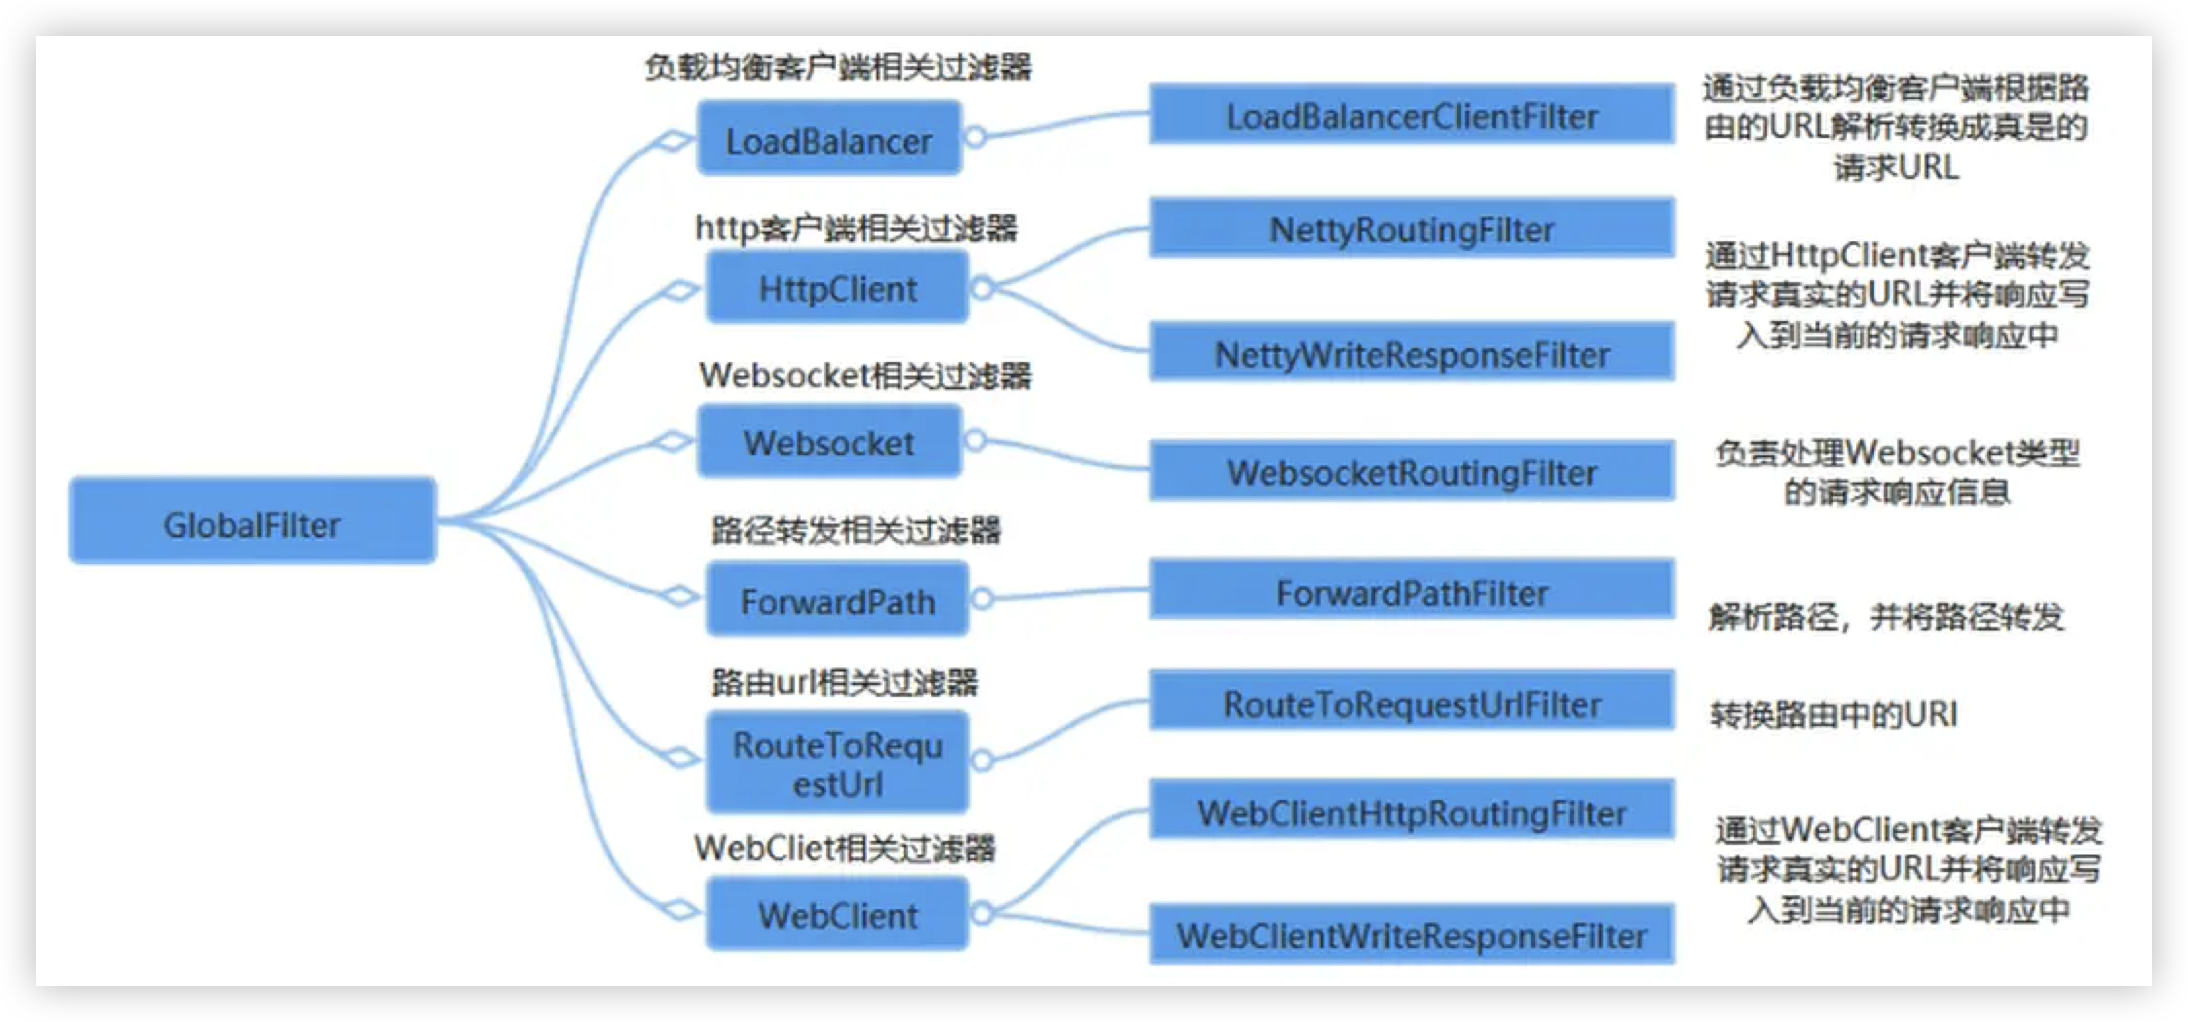 负载均衡客户端相关过滤器
LoadBalancer
LoadBalancerClientFilter
通过负载均衡客户端根据路
由的URL解析转换成真是的
请求URL
http客户端相关过滤器
HttpClient
NettyRoutingFilter
NettyWriteResponseFilter
通过HttpClient客户端转发
请求真实的URL并将响应写
入到当前的请求响应中
Websocket相关过滤器
Websocket
WebsocketRoutingFilter
负责处理Websocket类型
的请求响应信息
GlobalFilter
路径转发相关过滤器
ForwardPath
ForwardPathFilter
解析路径，并将路径转发
路由url相关过滤器
RouteToRequ
estUrl
RouteToRequestUrlFilter
转换路由中的URI
WebCliet相关过滤器
WebClient
WebClientHttpRoutingFilter
WebClientWriteResponseFilter
通过WebClient客户端转发
请求真实的URL并将响应写
入到当前的请求响应中